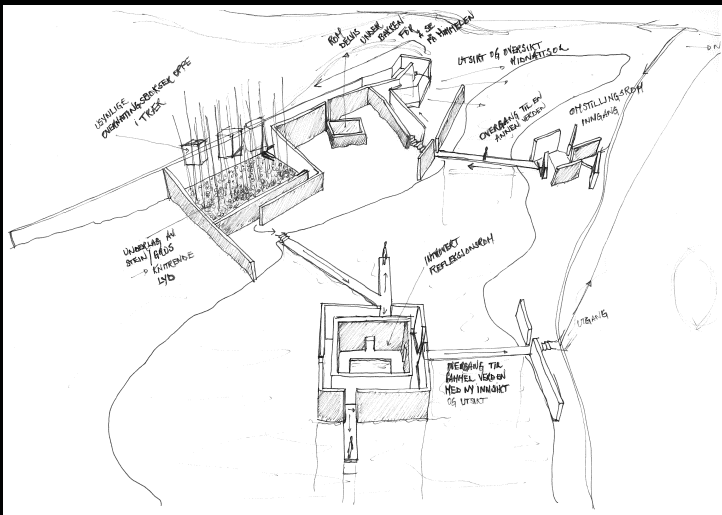 ROM
DELVIS
UNDER
BAKKEN
FOR
Å SE
PÅ HIMMELEN
UTSIKT OG OVERSIKT
MIDNATTSOL
USYNLIGE
OVERNATTINGSBOKSER OPPE
I TRÆR
OVERGANG TIL EN
ANNEN VERDEN
OMSTILLINGSROM
INNGANG
UNDERLAG AV
STEIN/GRUS
KNITRENDE
LYD
INTROVERT
REFLEKSJONSROM
UTGANG
OVERGANG TIL
GAMMEL VERDEN
MED NY INNSIKT
OG UTSIKT